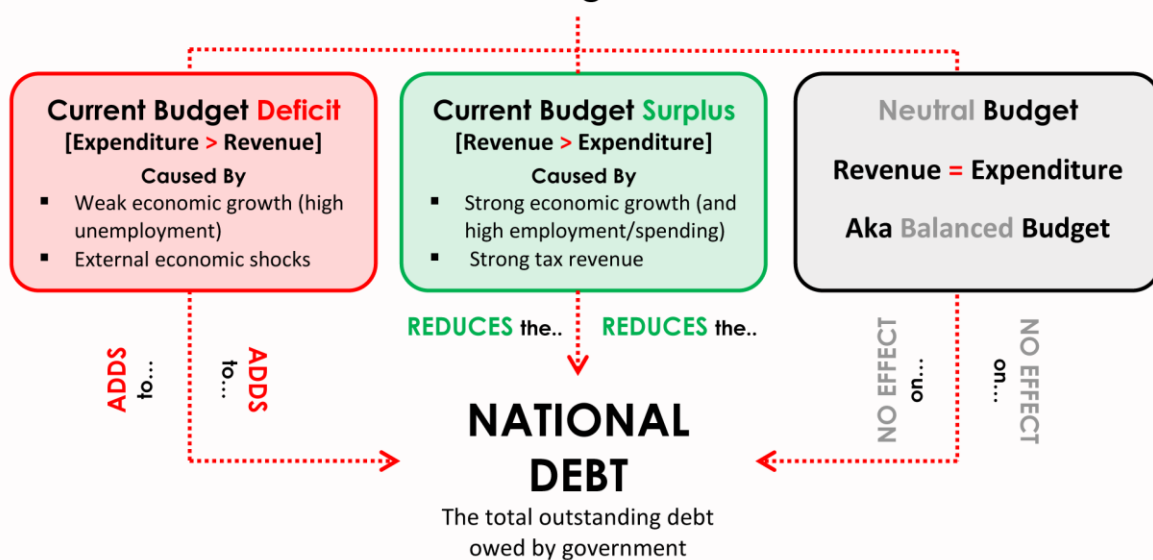 Current Budget Deficit
[Expenditure > Revenue]
Caused By
▪ Weak economic growth (high
unemployment)
▪ External economic shocks
Current Budget Surplus
[Revenue > Expenditure]
Caused By
▪ Strong economic growth (and
high employment/spending)
▪ Strong tax revenue
Neutral Budget
Revenue = Expenditure
Aka Balanced Budget
ADDS
to...
ADDS
to...
REDUCES the..
REDUCES the..
NO EFFECT
on...
NO EFFECT
on...
NATIONAL
DEBT
The total outstanding debt
owed by government